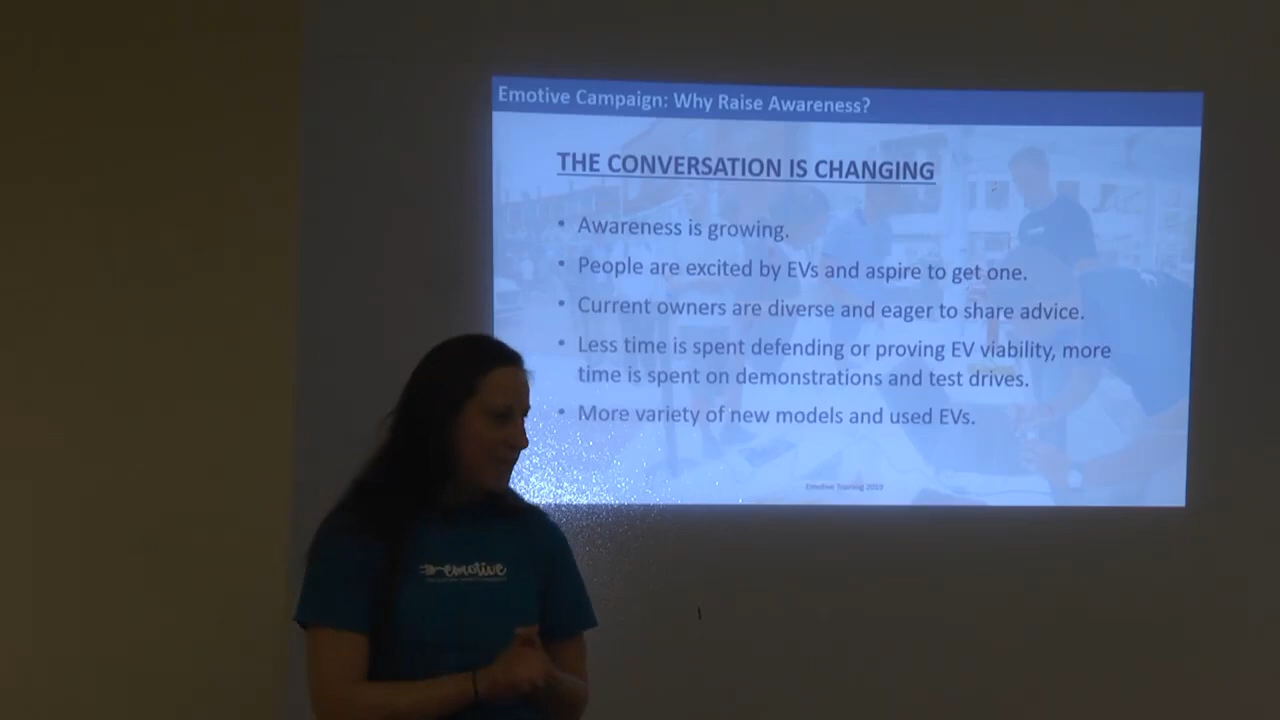 Emotive Campaign: Why Raise Awareness?
THE CONVERSATION IS CHANGING
• Awareness is growing.
• People are excited by EVs and aspire to get one.
• Current owners are diverse and eager to share advice.
• Less time is spent defending or proving EV viability, more
time is spent on demonstrations and test drives.
• More variety of new models and used EVs.
Emotive Training 2019
emotive